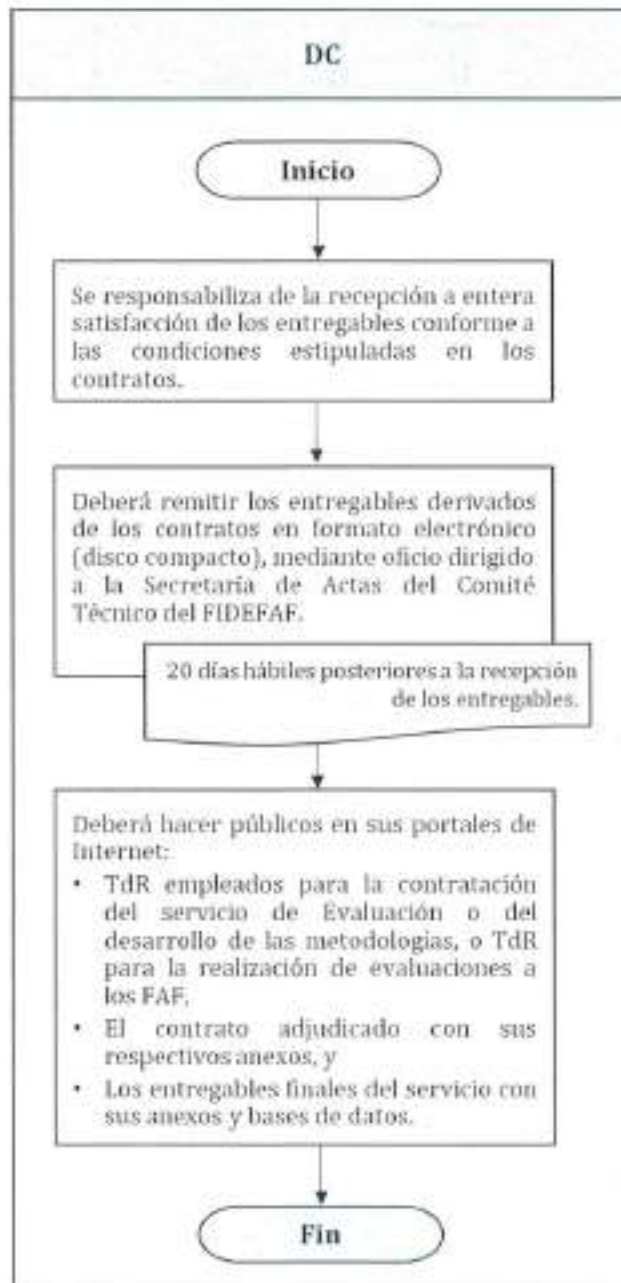 DC
Inicio
Se responsabiliza de la recepción a entera
satisfacción de los entregables conforme a
las condiciones estipuladas en los
contratos.
Deberá remitir los entregables derivados
de los contratos en formato electrónico
(disco compacto), mediante oficio dirigido
a la Secretaría de Actas del Comité
Técnico del FIDEFAF.
20 días hábiles posteriores a la recepción
de los entregables.
Deberá hacer públicos en sus portales de
Internet:
• TdR empleados para la contratación
del servicio de Evaluación o del
desarrollo de las metodologías, o TdR
para la realización de evaluaciones a
los FAF,
• El contrato adjudicado con sus
respectivos anexos, y
• Los entregables finales del servicio con
sus anexos y bases de datos.
Fin